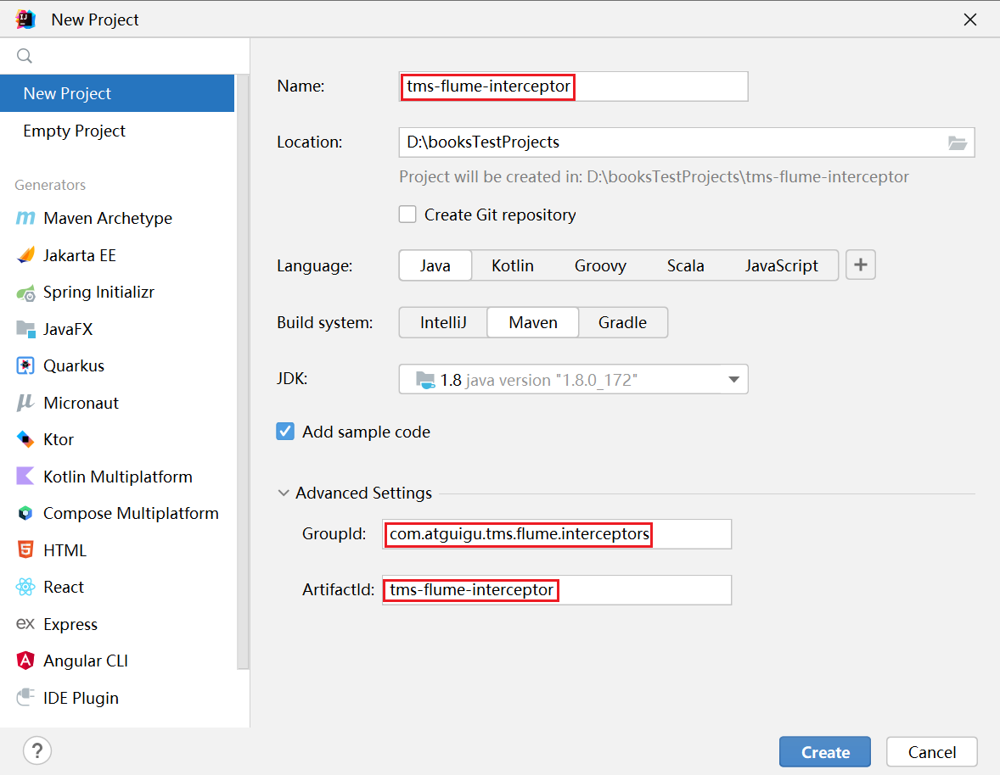 New Project
New Project
Empty Project
Generators
Maven Archetype
Jakarta EE
Spring Initializr
JavaFX
Quarkus
Micronaut
Ktor
Kotlin Multiplatform
Compose Multiplatform
HTML
React
ex Express
Angular CLI
IDE Plugin
Name: tms-flume-interceptor
Location: D:\booksTestProjects
Project will be created in: D:\booksTestProjects\tms-flume-interceptor
Create Git repository
Language: Java Kotlin Groovy Scala JavaScript +
Build system: IntelliJ Maven Gradle
JDK: 1.8 java version "1.8.0_172"
Add sample code
Advanced Settings
GroupId: com.atguigu.tms.flume.interceptors
ArtifactId: tms-flume-interceptor
? Create Cancel